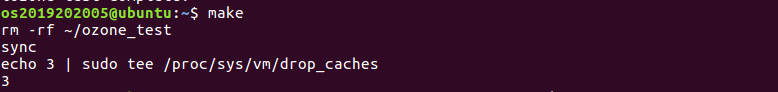 os2019202005@ubuntu:~$ make
rm -rf ~/ozone_test
sync
echo 3 | sudo tee /proc/sys/vm/drop_caches
3